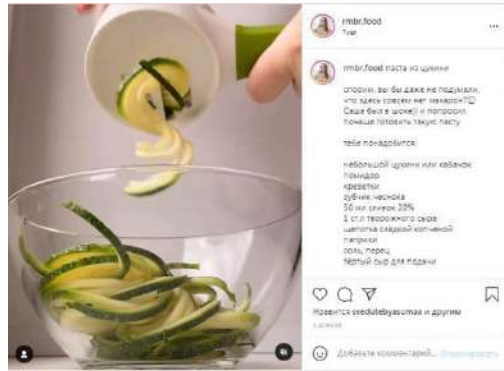 rmbr.food
Tver
rmbr.food паста из цукини
спорим, вы бы даже не подумали,
что здесь совсем нет макарон?
Саша был в шоке)) и попросил
почаще готовить такую пасту
тебе понадобится:
небольшой цукини или кабачок
помидор
креветки
зубчик чеснока
50 мл сливок 20%
1 ст.л творожного сыра
щепотка сладкой копченой
паприки
соль, перец
тёртый сыр для подачи
Нравится svedutebyasumaa и другим
Добавьте комментарий...